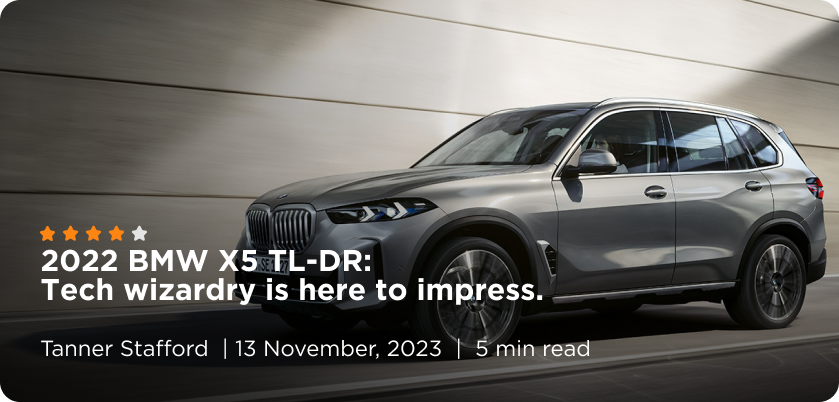 2022 BMW X5 TL-DR:
Tech wizardry is here to impress.
Tanner Stafford | 13 November, 2023 | 5 min read